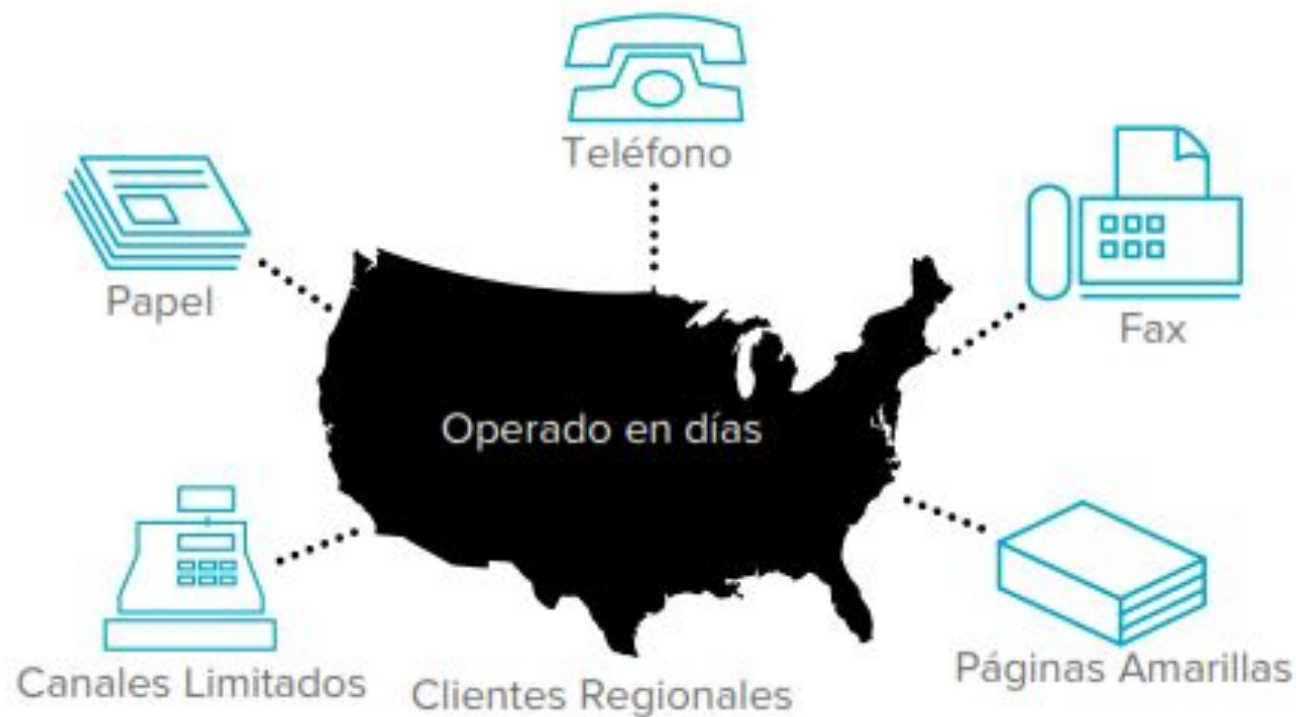 Teléfono
Papel
Fax
Operado en días
Canales Limitados
Clientes Regionales
Páginas Amarillas